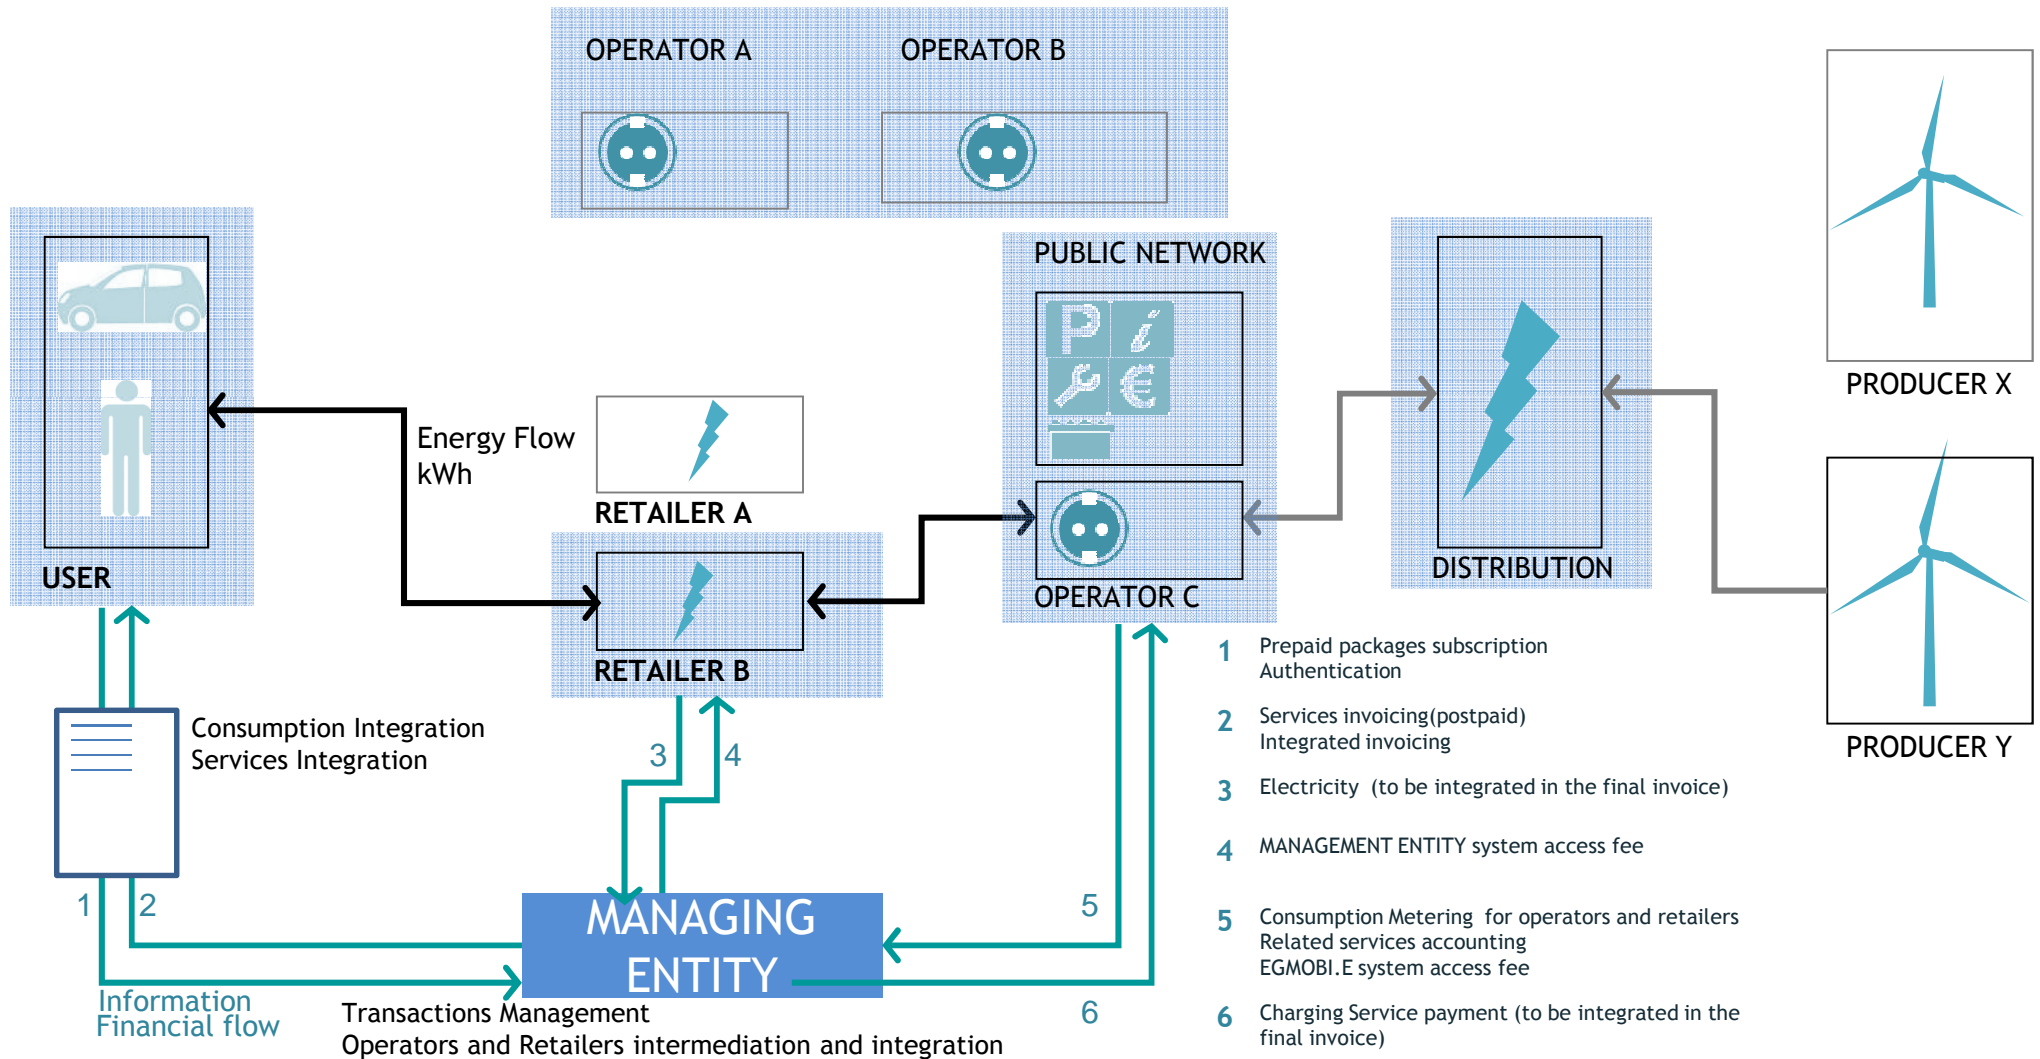 OPERATOR A
OPERATOR B
PUBLIC NETWORK
P i
€
PRODUCER X
Energy Flow
kWh
RETAILER A
USER
DISTRIBUTION
OPERATOR C
RETAILER B
PRODUCER Y
Consumption Integration
Services Integration
3
4
1
2
5
6
MANAGING
ENTITY
Information
Financial flow
Transactions Management
Operators and Retailers intermediation and integration
1 Prepaid packages subscription
Authentication
2 Services invoicing(postpaid)
Integrated invoicing
3 Electricity (to be integrated in the final invoice)
4 MANAGEMENT ENTITY system access fee
5 Consumption Metering for operators and retailers
Related services accounting
EGMOBI.E system access fee
6 Charging Service payment (to be integrated in the
final invoice)